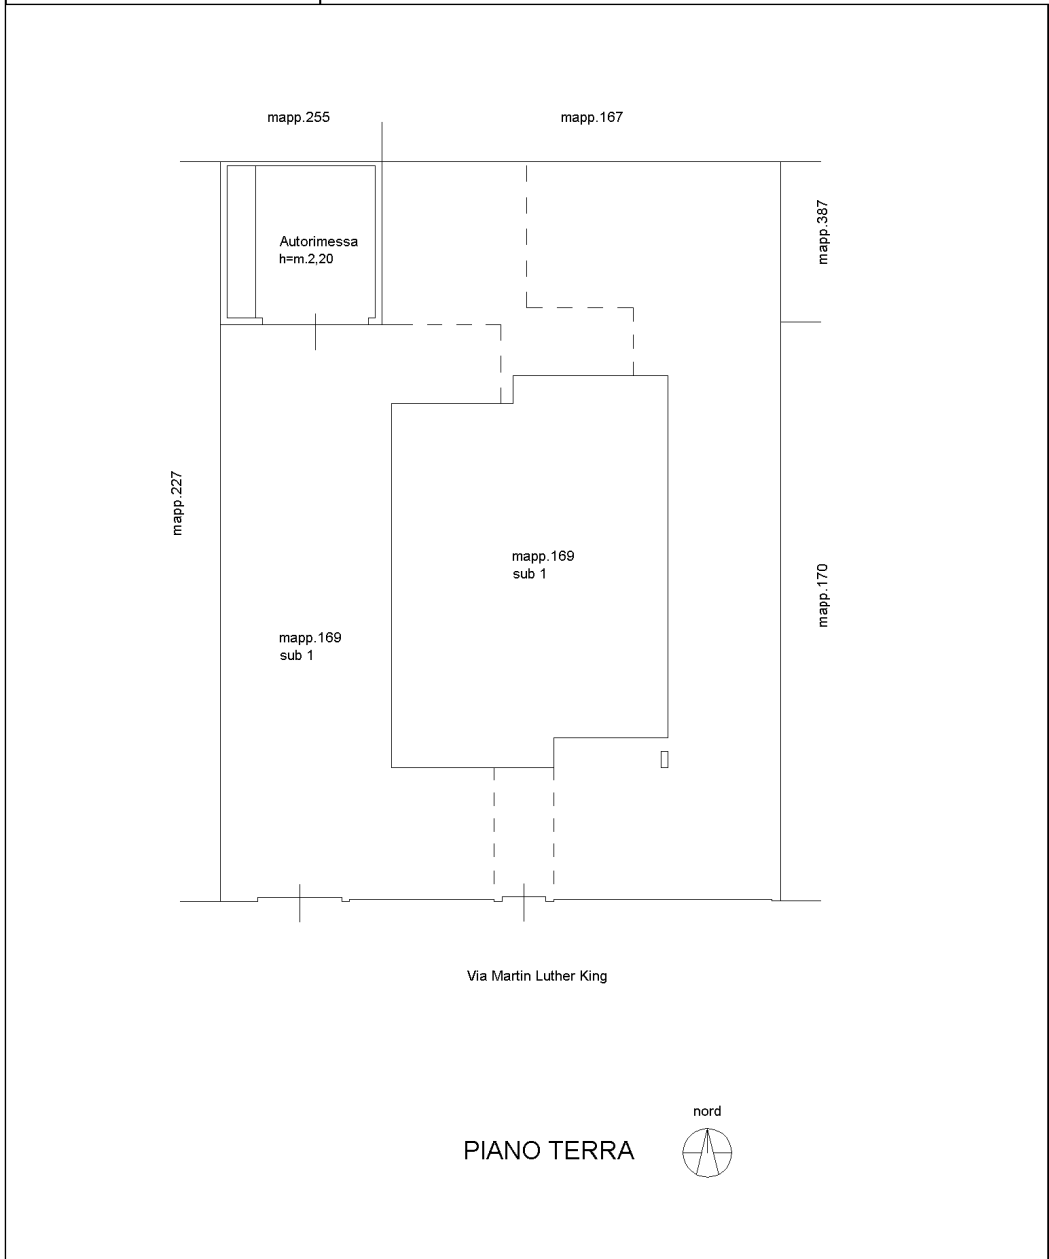 mapp.255
mapp.167
mapp.387
Autorimessa
h=m.2,20
mapp.227
mapp.169
sub 1
mapp.170
mapp.169
sub 1
Via Martin Luther King
nord
PIANO TERRA